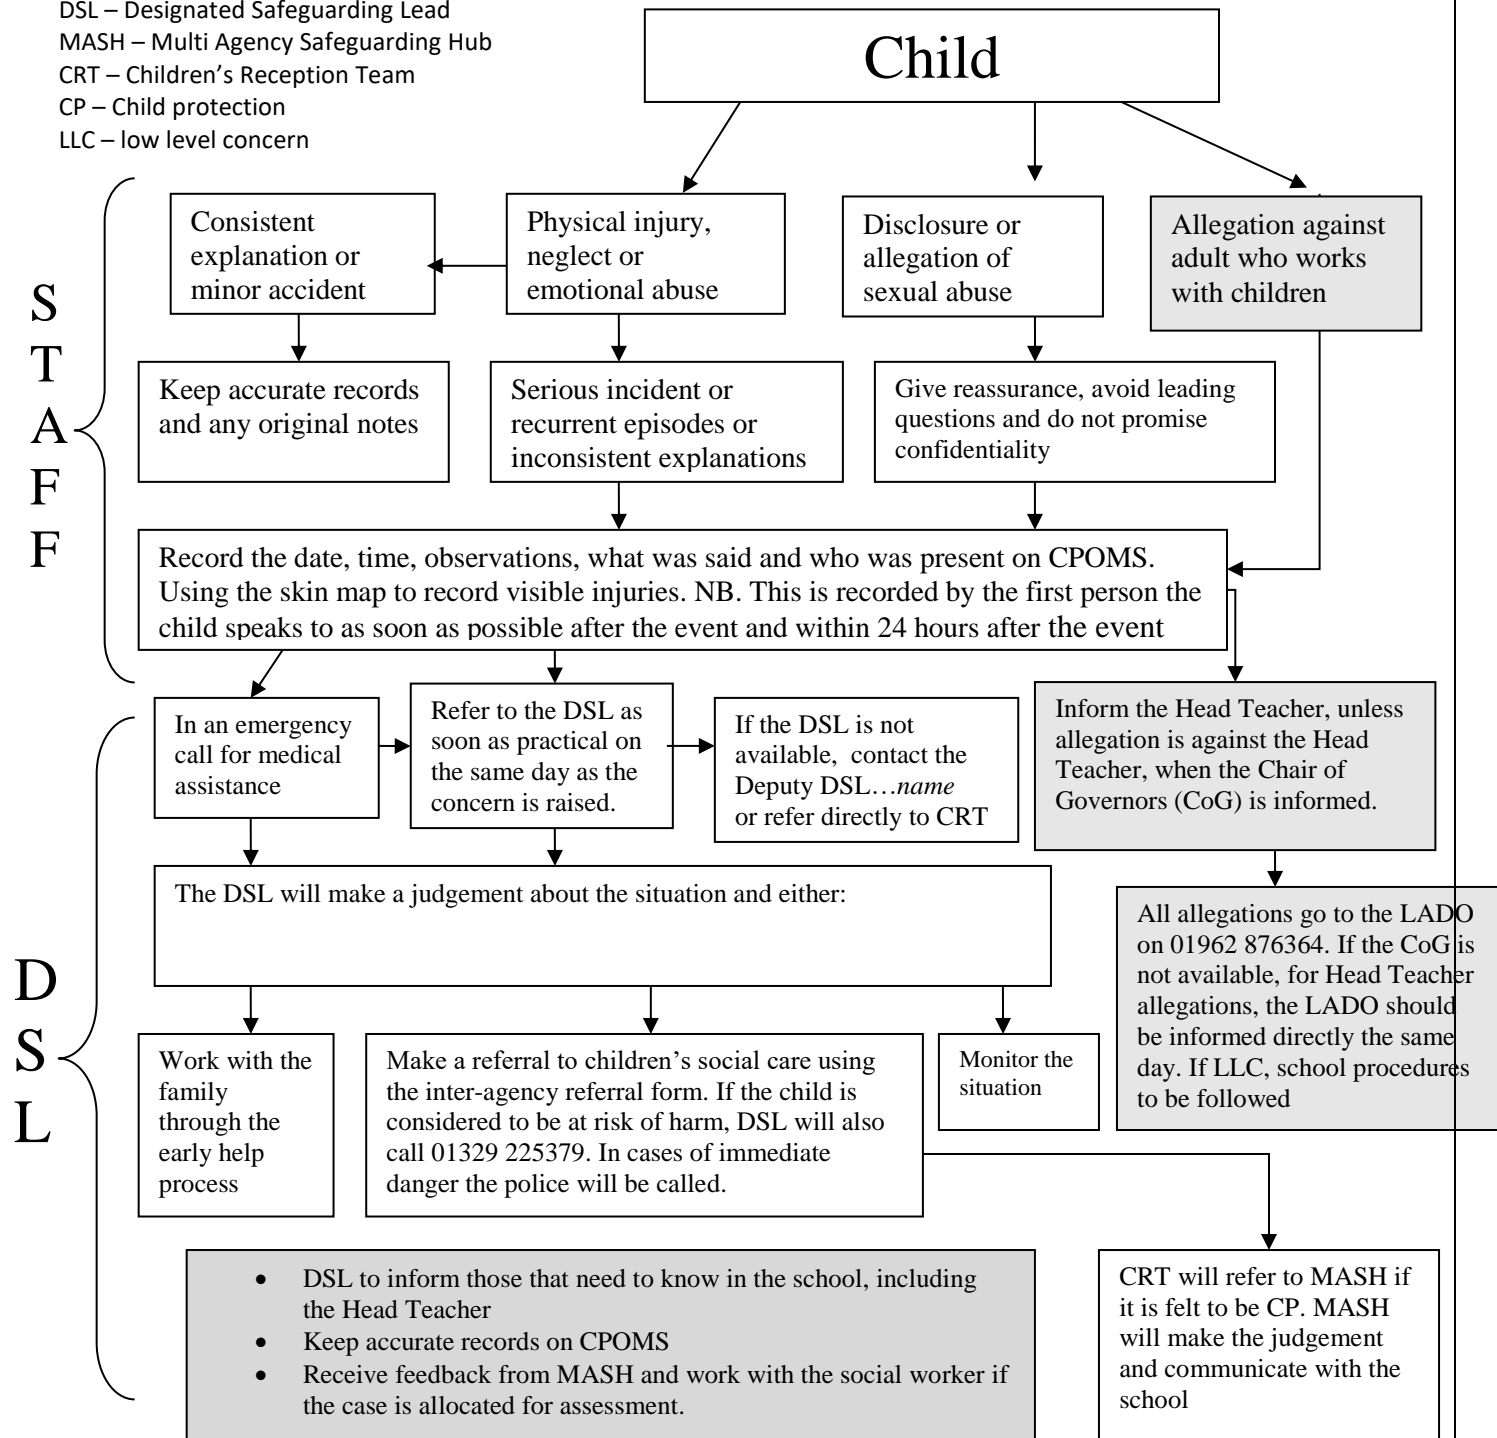 DSL – Designated Safeguarding Lead
MASH – Multi Agency Safeguarding Hub
CRT – Children's Reception Team
CP – Child protection
LLC – low level concern
Child
S
T
A
F
F
Consistent
explanation or
minor accident
Physical injury,
neglect or
emotional abuse
Disclosure or
allegation of
sexual abuse
Allegation against
adult who works
with children
Keep accurate records
and any original notes
Serious incident or
recurrent episodes or
inconsistent explanations
Give reassurance, avoid leading
questions and do not promise
confidentiality
Record the date, time, observations, what was said and who was present on CPOMS.
Using the skin map to record visible injuries. NB. This is recorded by the first person the
child speaks to as soon as possible after the event and within 24 hours after the event
D
S
L
In an emergency
call for medical
assistance
Refer to the DSL as
soon as practical on
the same day as the
concern is raised.
If the DSL is not
available, contact the
Deputy DSL…name
or refer directly to CRT
Inform the Head Teacher, unless
allegation is against the Head
Teacher, when the Chair of
Governors (CoG) is informed.
The DSL will make a judgement about the situation and either:
All allegations go to the LADO
on 01962 876364. If the CoG is
not available, for Head Teacher
allegations, the LADO should
be informed directly the same
day. If LLC, school procedures
to be followed
Work with the
family
through the
early help
process
Make a referral to children's social care using
the inter-agency referral form. If the child is
considered to be at risk of harm, DSL will also
call 01329 225379. In cases of immediate
danger the police will be called.
Monitor the
situation
• DSL to inform those that need to know in the school, including
the Head Teacher
• Keep accurate records on CPOMS
• Receive feedback from MASH and work with the social worker if
the case is allocated for assessment.
CRT will refer to MASH if
it is felt to be CP. MASH
will make the judgement
and communicate with the
school